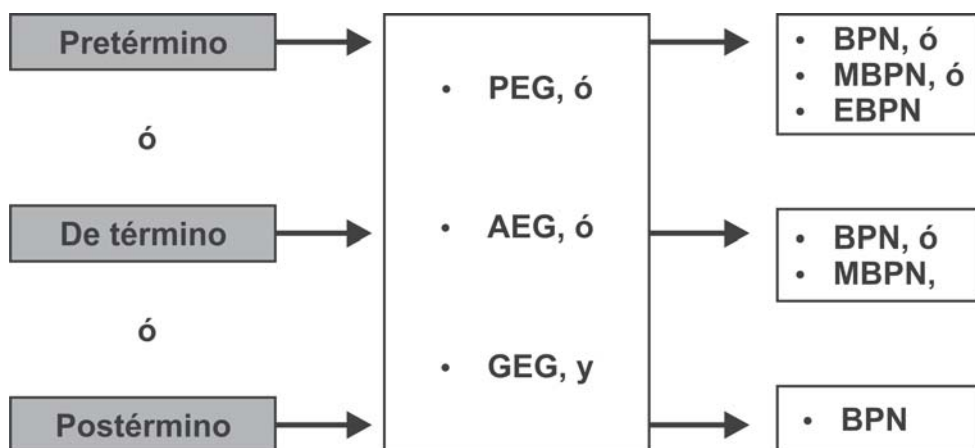 Pretérmino
ó
De término
ó
Postérmino
• PEG, ó
• AEG, ó
• GEG, y
• BPN, ó
• MBPN, ó
• EBPN
• BPN, ó
• MBPN,
• BPN